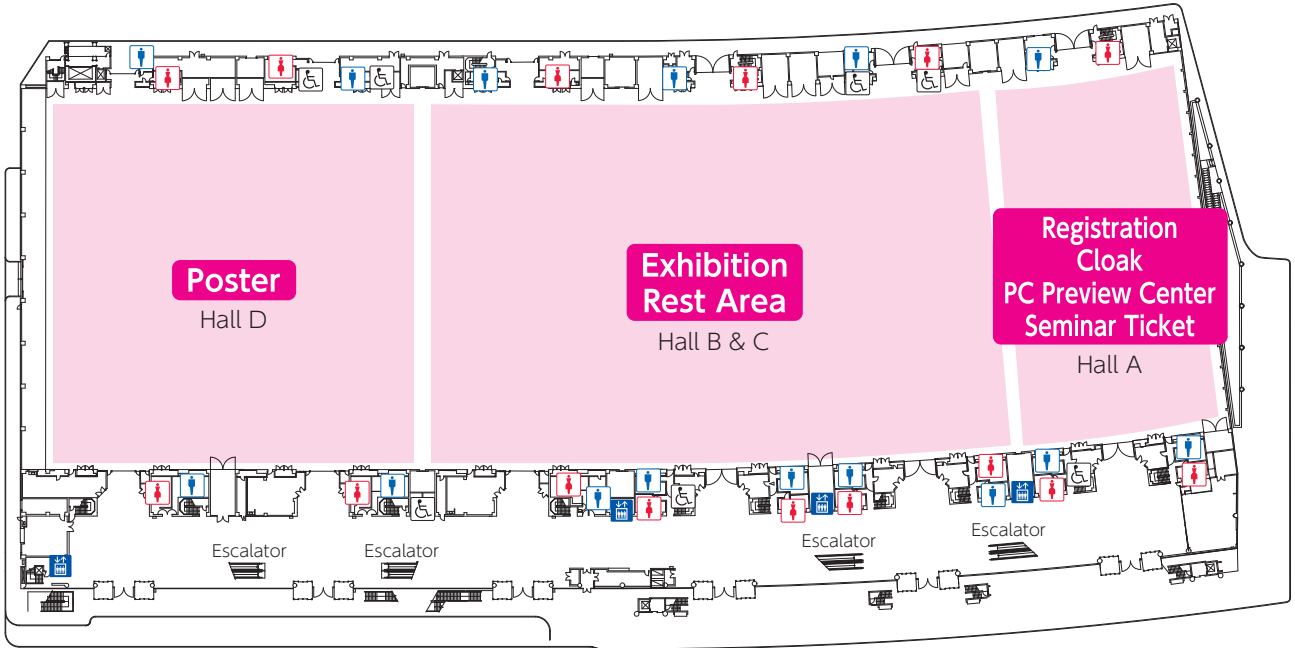 Poster
Hall D
Exhibition
Rest Area
Hall B & C
Registration
Cloak
PC Preview Center
Seminar Ticket
Hall A
Escalator
Escalator
Escalator
Escalator